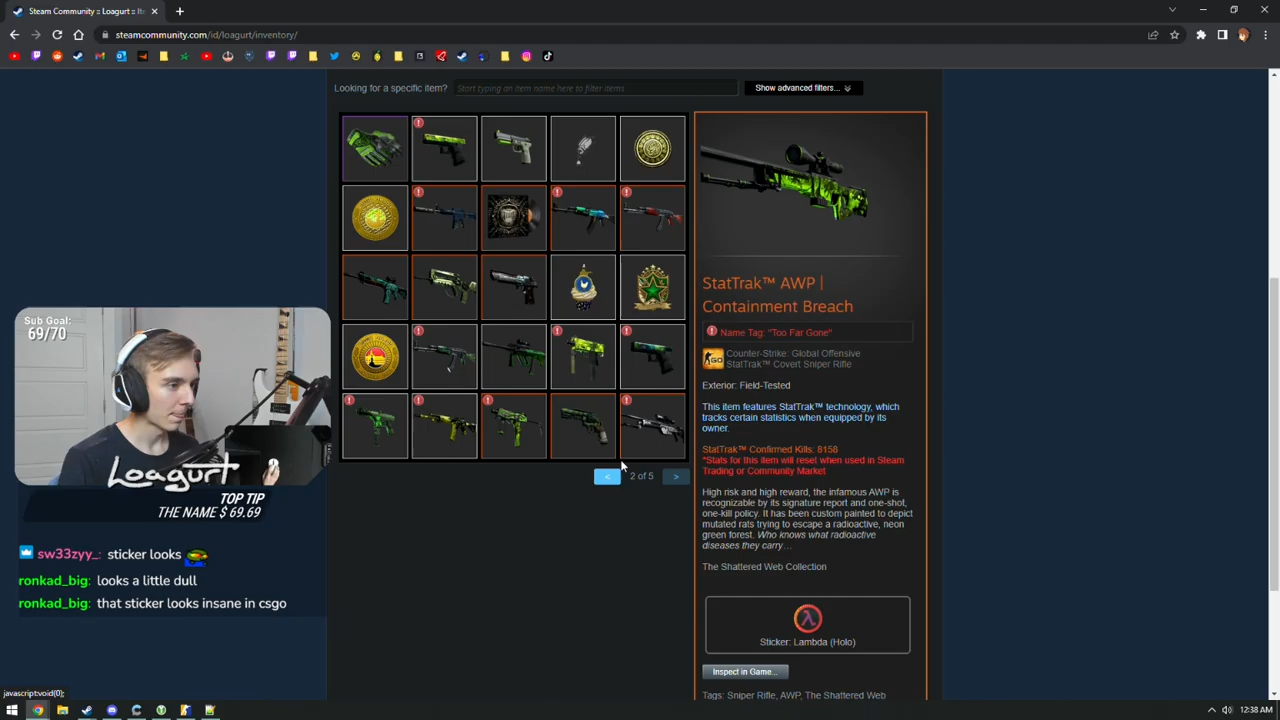 Steam Community :: Loagurt :: Ite
steamcommunity.com/id/loagurt/inventory/
Looking for a specific item?
Start typing an item name here to filter items
Show advanced filters...
StatTrak™ AWP |
Containment Breach
Name Tag: "Too Far Gone"
Counter-Strike: Global Offensive
StatTrak™ Covert Sniper Rifle
Exterior: Field-Tested
This item features StatTrak™ technology, which
tracks certain statistics when equipped by its
owner.
StatTrak™ Confirmed Kills: 8158
*Stats for this item will reset when used in Steam
Trading or Community Market
High risk and high reward, the infamous AWP is
recognizable by its signature report and one-shot,
one-kill policy. It has been custom painted to depict
mutated rats trying to escape a radioactive, neon
green forest. Who knows what radioactive
diseases they carry…
The Shattered Web Collection
Sticker: Lambda (Holo)
Inspect in Game...
Tags: Sniper Rifle, AWP, The Shattered Web
< 2 of 5 >
Sub Goal:
69/70
Loagurt
TOP TIP
THE NAME $ 69.69
sw33zyy_: sticker looks
ronkad_big: looks a little dull
ronkad_big: that sticker looks insane in csgo
javascript:void(0);
12:38 AM